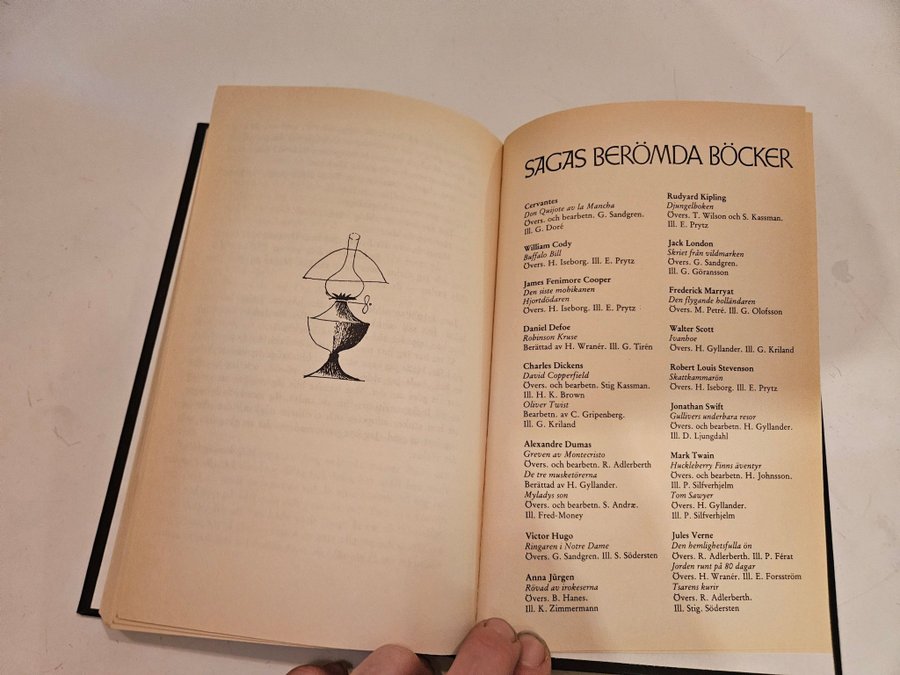 SAGAS BERÖMDA BÖCKER
Cervantes
Don Quijote av la Mancha
Övers. och bearbetn. G. Sandgren.
Ill. G. Doré
William Cody
Buffalo Bill
Övers. H. Iseborg. Ill. E. Prytz
James Fenimore Cooper
Den siste mohikanen
Hjortdödaren
Övers. H. Iseborg. Ill. E. Prytz
Daniel Defoe
Robinson Kruse
Berättad av H. Wranér. Ill. G. Tirén
Charles Dickens
David Copperfield
Övers. och bearbetn. Stig Kassman.
Ill. H. K. Brown
Oliver Twist
Bearbetn. av C. Gripenberg.
Ill. G. Kriland
Alexandre Dumas
Greven av Montecristo
Övers. och bearbetn. R. Adlerberth
De tre musketörerna
Berättad av H. Gyllander.
Myladys son
Övers. och bearbetn. S. Andræ.
Ill. Fred-Money
Victor Hugo
Ringaren i Notre Dame
Övers. G. Sandgren. Ill. S. Södersten
Anna Jürgen
Rövad av irokeserna
Övers. B. Hanes.
Ill. K. Zimmermann
Rudyard Kipling
Djungelboken
Övers. T. Wilson och S. Kassman.
Ill. E. Prytz
Jack London
Skriet från vildmarken
Övers. G. Sandgren.
Ill. G. Göransson
Frederick Marryat
Den flygande holländaren
Övers. M. Petré. Ill. G. Olofsson
Walter Scott
Ivanhoe
Övers. H. Gyllander. Ill. G. Kriland
Robert Louis Stevenson
Skattkammarön
Övers. H. Iseborg. Ill. E. Prytz
Jonathan Swift
Gullivers underbara resor
Övers. och bearbetn. H. Gyllander.
Ill. D. Ljungdahl
Mark Twain
Huckleberry Finns äventyr
Övers. och bearbetn. H. Johnsson.
Ill. P. Silfverhjelm
Tom Sawyer
Övers. H. Gyllander.
Ill. P. Silfverhjelm
Jules Verne
Den hemlighetsfulla ön
Övers. R. Adlerberth. Ill. P. Férat
Jorden runt på 80 dagar
Övers. H. Wranér. Ill. E. Forsström
Tsarens kurir
Övers. R. Adlerberth.
Ill. Stig. Södersten